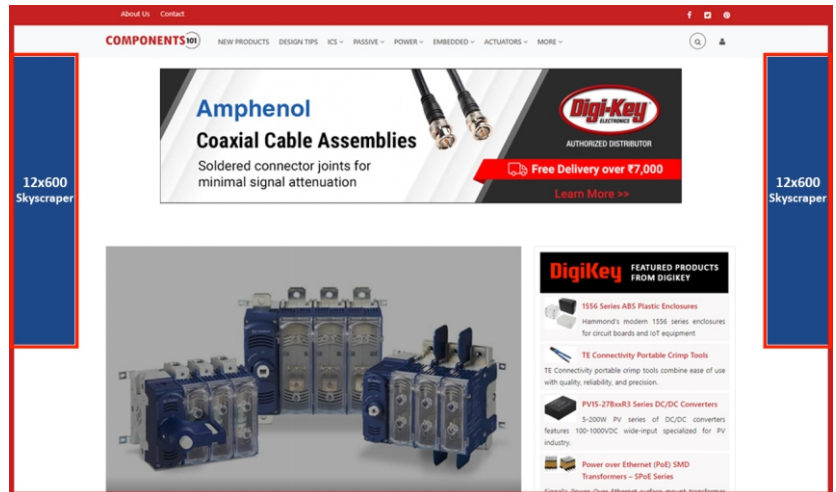 About Us Contact
COMPONENTS 101
NEW PRODUCTS DESIGN TIPS ICS PASSIVE POWER EMBEDDED ACTUATORS MORE
12x600
Skyscraper
Amphenol
Coaxial Cable Assemblies
Soldered connector joints for
minimal signal attenuation
Digi-Key
ELECTRONICS
AUTHORIZED DISTRIBUTOR
Free Delivery over ₹7,000
Learn More >>
12x600
Skyscraper
DigiKey FEATURED PRODUCTS
FROM DIGIKEY
1556 Series ABS Plastic Enclosures
Hammond's modern 1556 series enclosures
for circuit boards and IoT equipment
TE Connectivity Portable Crimp Tools
TE Connectivity portable crimp tools combine ease of use
with quality, reliability, and precision.
PV15-27BxxR3 Series DC/DC Converters
5-200W PV series of DC/DC converters
features 100-1000VDC wide-input specialized for PV
industry.
Power over Ethernet (PoE) SMD
Transformers – SPoE Series